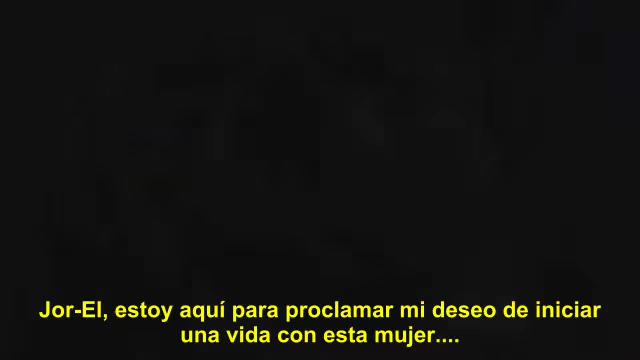 Jor-El, estoy aquí para proclamar mi deseo de iniciar
una vida con esta mujer....